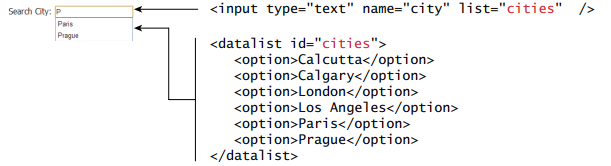 Search City: P
Paris
Prague
<input type="text" name="city" list="cities" />
<datalist id="cities">
<option>Calcutta</option>
<option>Calgary</option>
<option>London</option>
<option>Los Angeles</option>
<option>Paris</option>
<option>Prague</option>
</datalist>